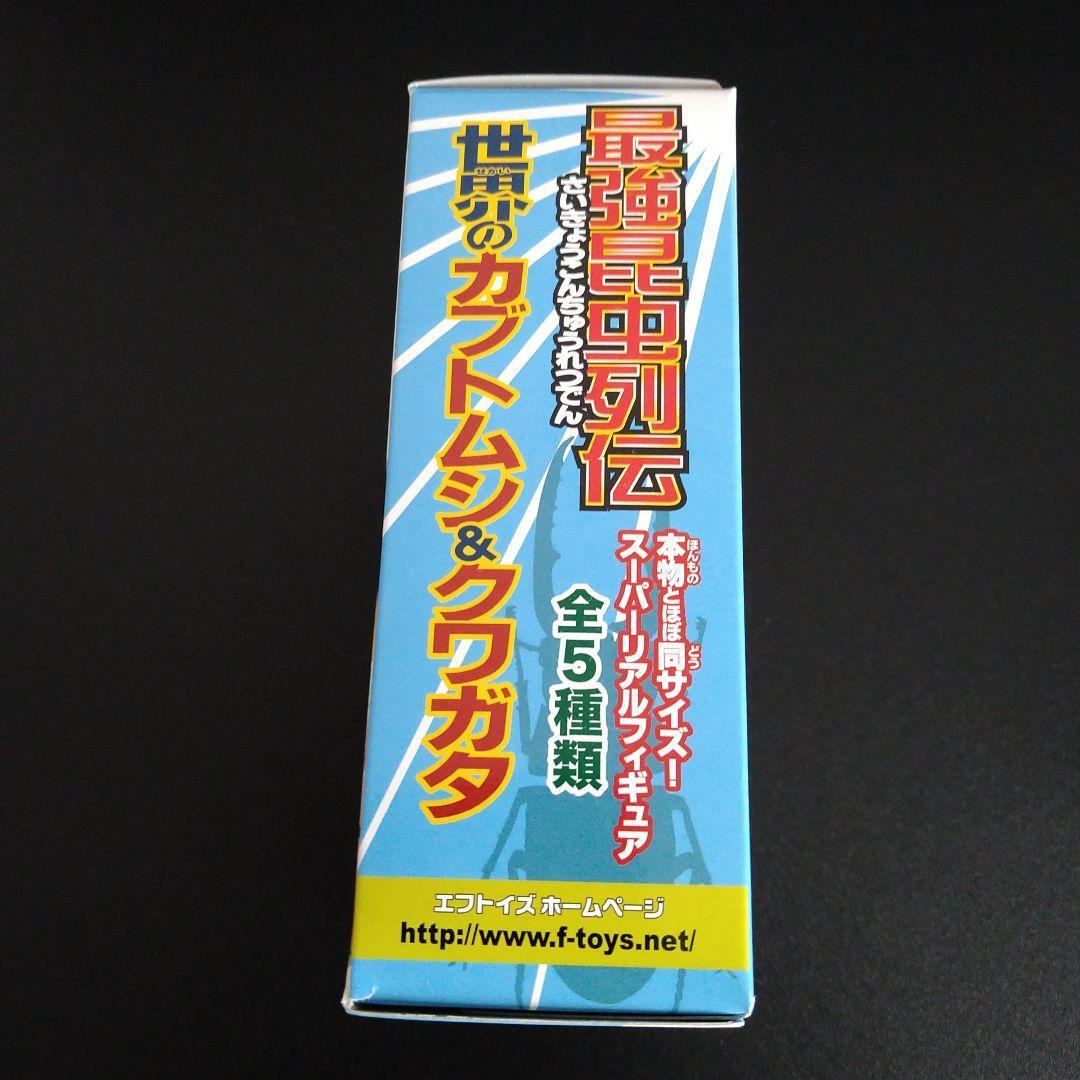 最強昆虫列伝
さいきょうこんちゅうれつでん
世界のカブトムシ&クワガタ
せかい
本物とほぼ同サイズ!
ほんもの
どう
スーパーリアルフィギュア
全5種類
エフトイズ ホームページ
http://www.f-toys.net/